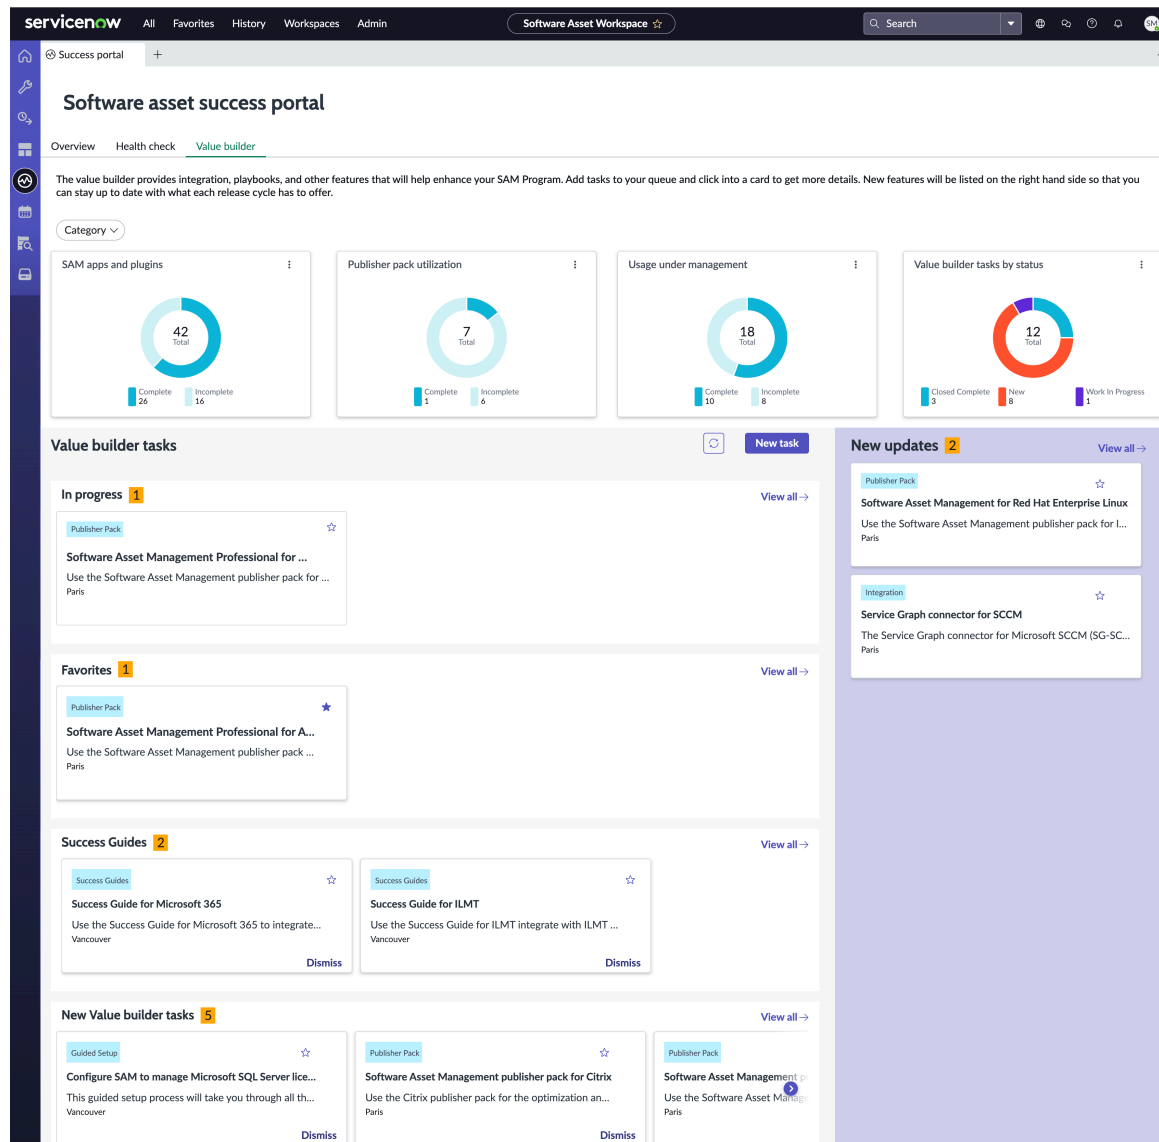 servicenow
All
Favorites
History
Workspaces
Admin
Software Asset Workspace
Search
SM
Success portal
Software asset success portal
Overview
Health check
Value builder
The value builder provides integration, playbooks, and other features that will help enhance your SAM Program. Add tasks to your queue and click into a card to get more details. New features will be listed on the right hand side so that you
can stay up to date with what each release cycle has to offer.
Category
SAM apps and plugins
42
Total
Complete
26
Incomplete
16
Publisher pack utilization
7
Total
Complete
1
Incomplete
6
Usage under management
18
Total
Complete
10
Incomplete
8
Value builder tasks by status
12
Total
Closed Complete
3
New
8
Work In Progress
1
Value builder tasks
New task
In progress 1
View all
Publisher Pack
Software Asset Management Professional for ...
Use the Software Asset Management publisher pack for ...
Paris
Favorites 1
View all
Publisher Pack
Software Asset Management Professional for A...
Use the Software Asset Management publisher pack ...
Paris
Success Guides 2
View all
Success Guides
Success Guide for Microsoft 365
Use the Success Guide for Microsoft 365 to integrate...
Vancouver
Dismiss
Success Guides
Success Guide for ILMT
Use the Success Guide for ILMT integrate with ILMT ...
Vancouver
Dismiss
New Value builder tasks 5
View all
Guided Setup
Configure SAM to manage Microsoft SQL Server lice...
This guided setup process will take you through all th...
Vancouver
Dismiss
Publisher Pack
Software Asset Management publisher pack for Citrix
Use the Citrix publisher pack for the optimization an...
Paris
Dismiss
Publisher Pack
Software Asset Management p
Use the Software Asset Manage
Paris
New updates 2
View all
Publisher Pack
Software Asset Management for Red Hat Enterprise Linux
Use the Software Asset Management publisher pack for I...
Paris
Integration
Service Graph connector for SCCM
The Service Graph connector for Microsoft SCCM (SG-SC...
Paris